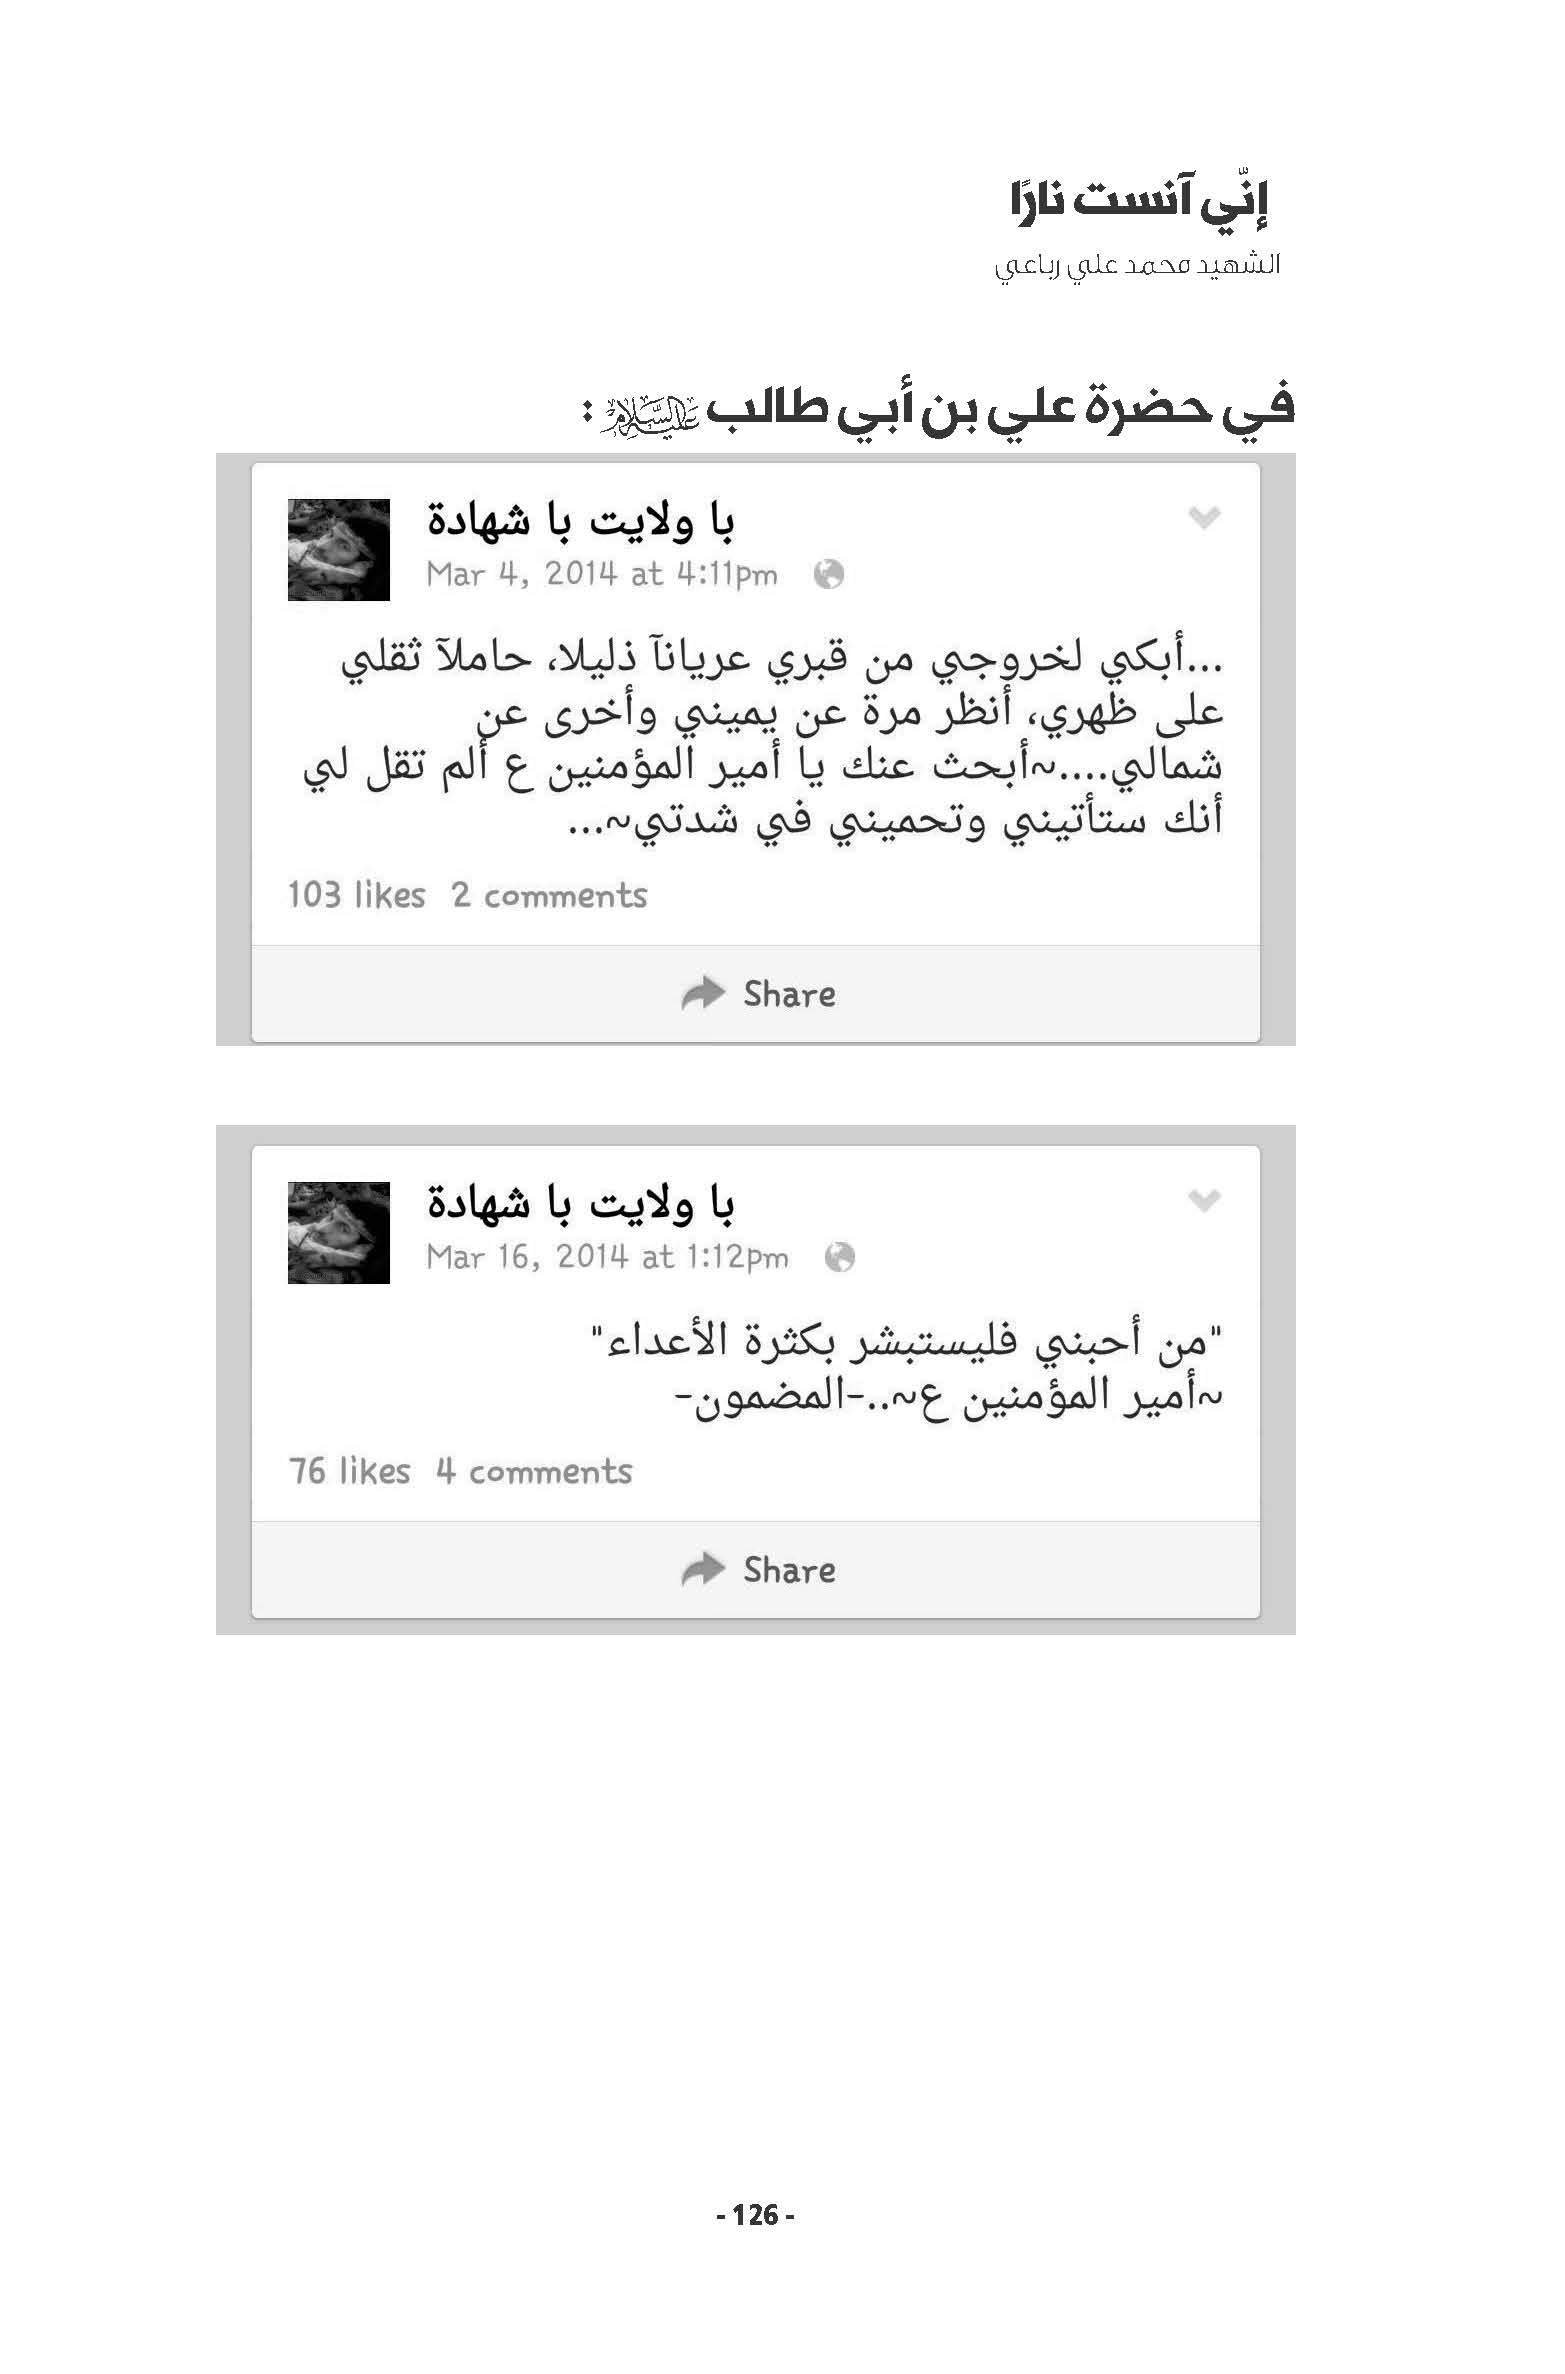 إنّي آنست نارًا
الشهيد محمد علي رباعي
في حضرة علي بن أبي طالب عليه السلام :
با ولايت با شهادة
Mar 4, 2014 at 4:11pm
...أبكي لخروجي من قبري عريانآ ذليلا، حاملآ ثقلي
على ظهري، أنظر مرة عن يميني وأخرى عن
شمالي....~أبحث عنك يا أمير المؤمنين ع ألم تقل لي
أنك ستأتيني وتحميني في شدتي~...
103 likes 2 comments
Share
با ولايت با شهادة
Mar 16, 2014 at 1:12pm
"من أحبني فليستبشر بكثرة الأعداء"
~أمير المؤمنين ع~..-المضمون-
76 likes 4 comments
Share
- 126 -